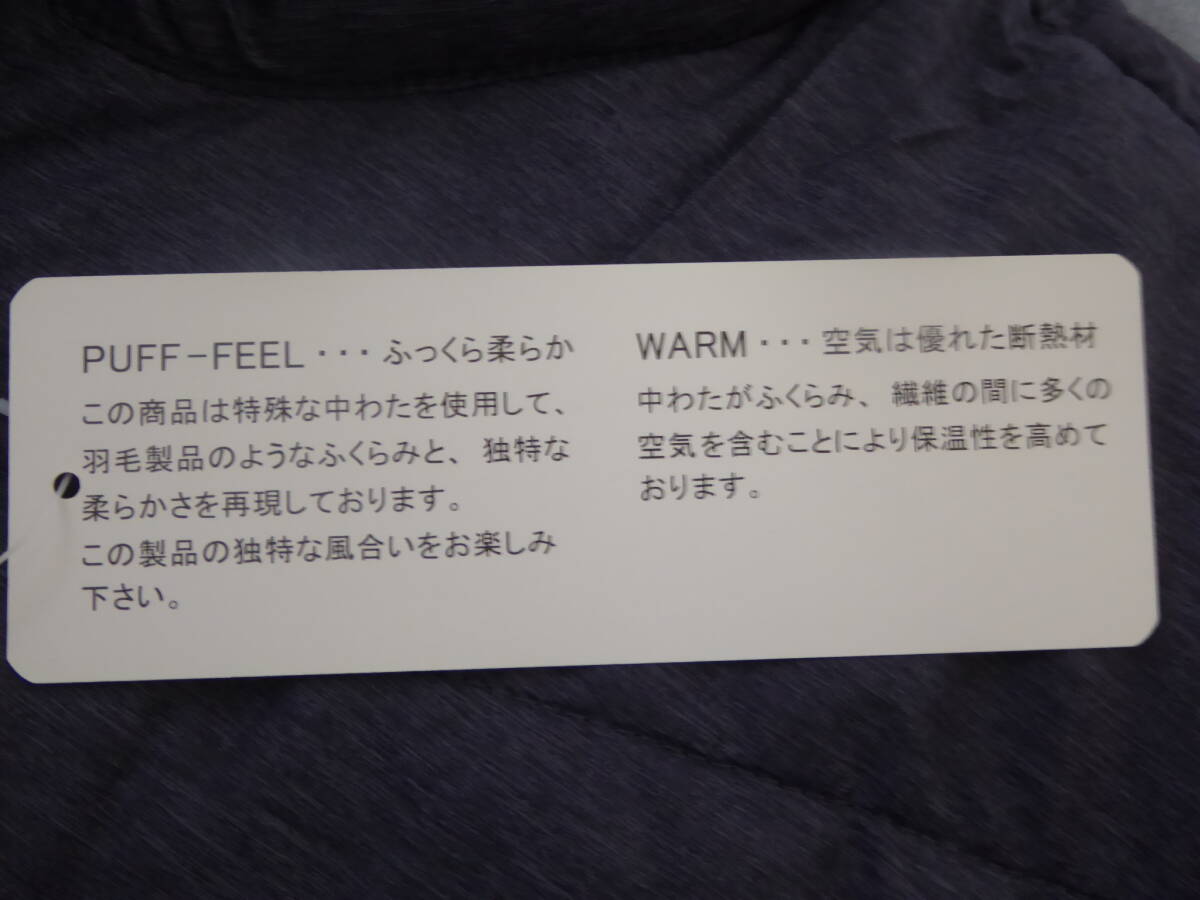 PUFF-FEEL・・・ふっくら柔らか
この商品は特殊な中わたを使用して、
羽毛製品のようなふくらみと、独特な
柔らかさを再現しております。
この製品の独特な風合いをお楽しみ
下さい。
WARM・・・空気は優れた断熱材
中わたがふくらみ、繊維の間に多くの
空気を含むことにより保温性を高めて
おります。